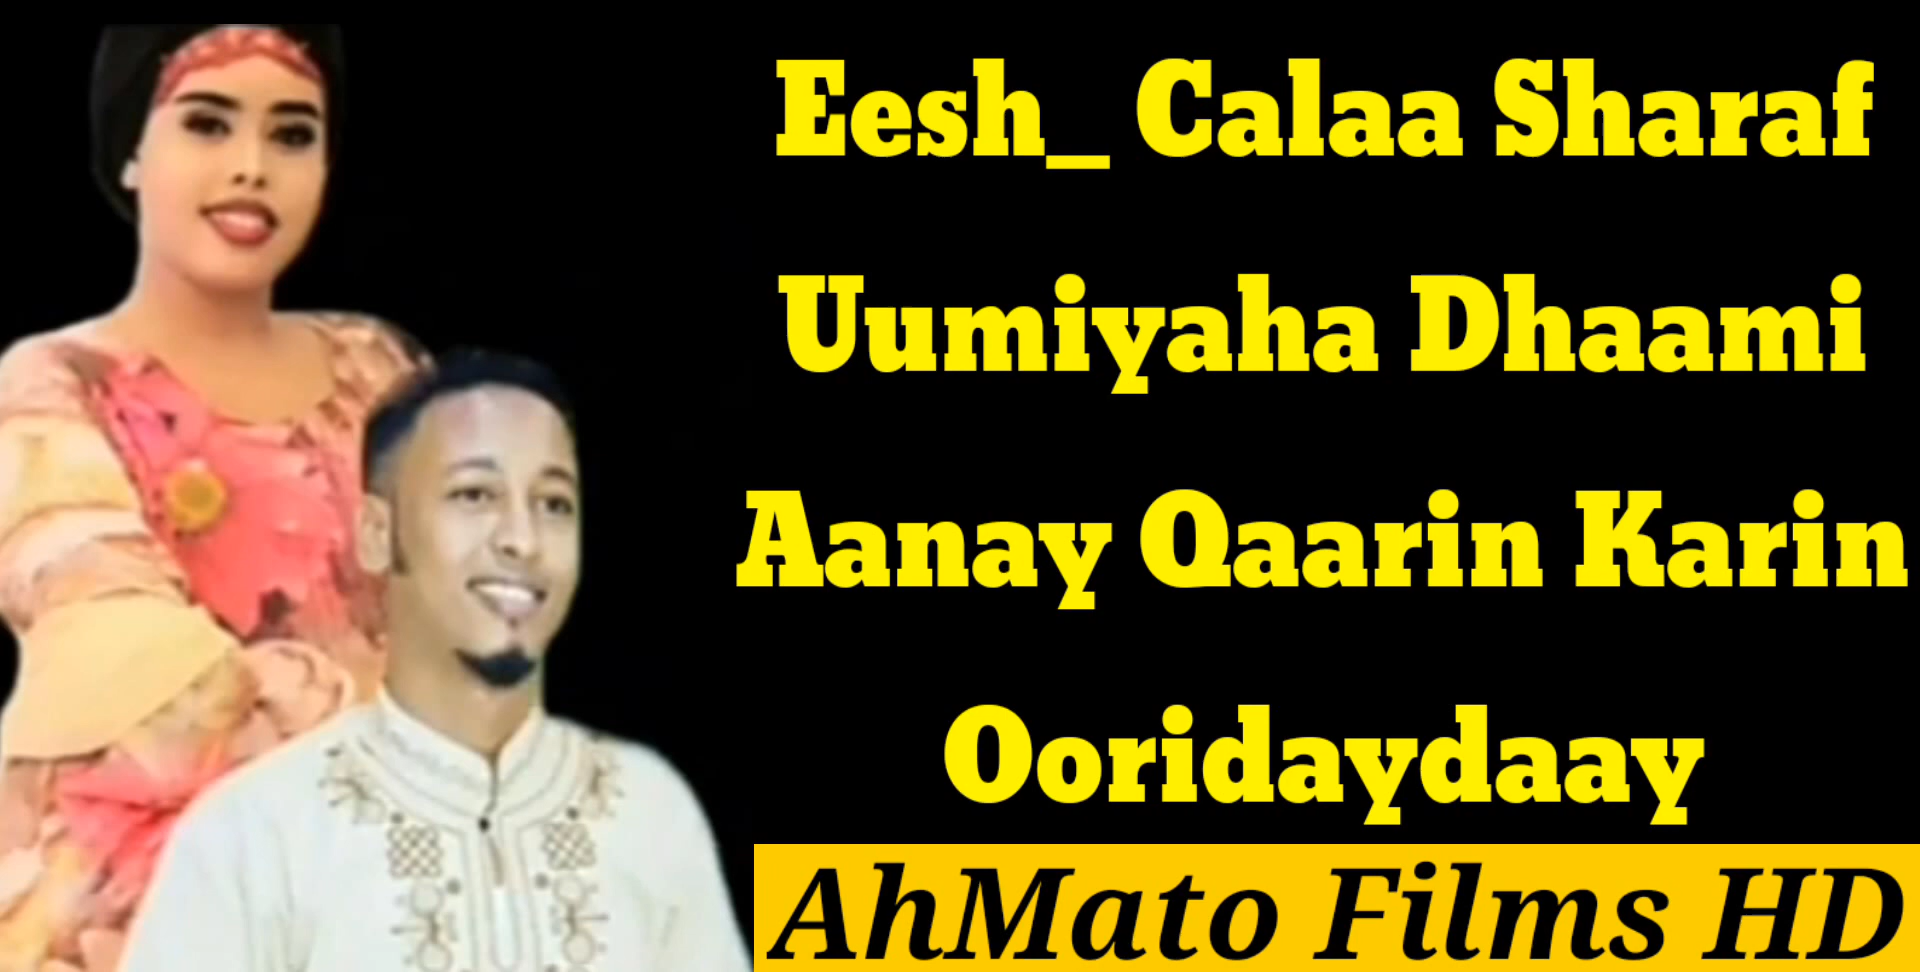 Eesh_ Calaa Sharaf
Uumiyaha Dhaami
Aanay Qaarin Karin
Ooridaydaay
AhMato Films HD